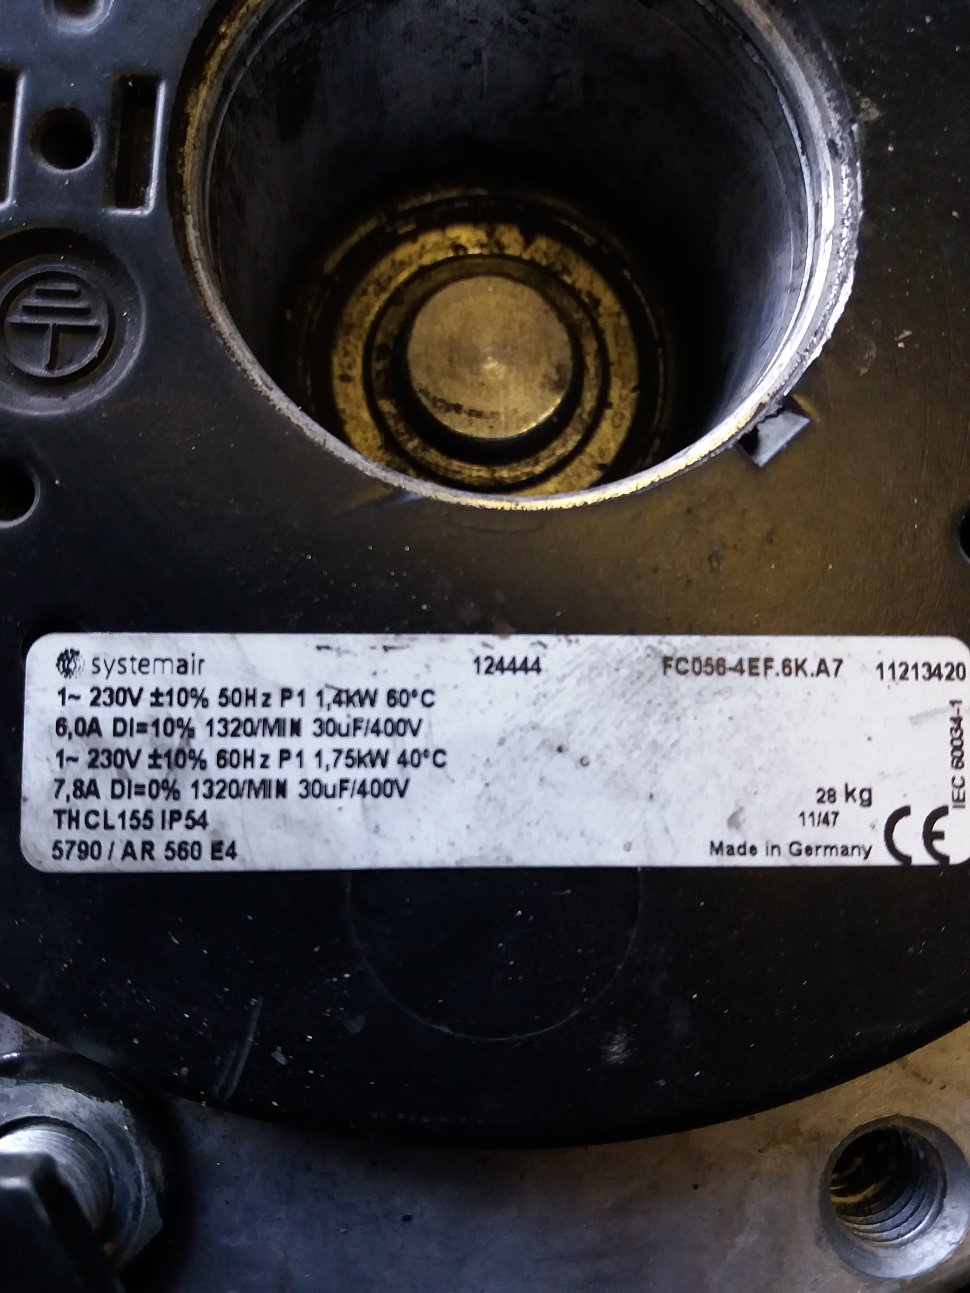 systemair 124444 FC056-4EF.6K.A7 11213420
1~ 230V ±10% 50Hz P1 1,4kW 60°C
6,0A DI=10% 1320/MIN 30uF/400V
1~ 230V ±10% 60Hz P1 1,75kW 40°C
7,8A DI=0% 1320/MIN 30uF/400V
28 kg
THCL155 IP54
11/47
5790 / AR 560 E4
Made in Germany CE
IEC 60034-1